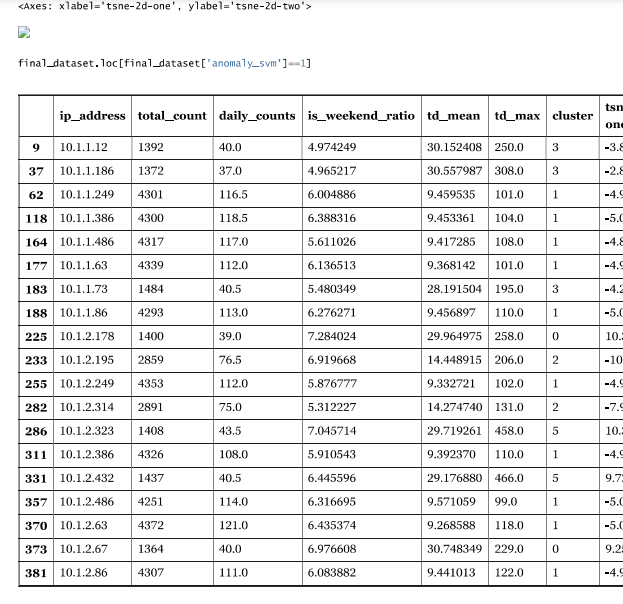 <Axes: xlabel='tsne-2d-one', ylabel='tsne-2d-two'>
final_dataset.loc[final_dataset['anomaly_svm']==1]
ip_address total_count daily_counts is_weekend_ratio td_mean td_max cluster tsn one
9 10.1.1.12 1392 40.0 4.974249 30.152408 250.0 3 -3.8
37 10.1.1.186 1372 37.0 4.965217 30.557987 308.0 3 -2.8
62 10.1.1.249 4301 116.5 6.004886 9.459535 101.0 1 -4.9
118 10.1.1.386 4300 118.5 6.388316 9.453361 104.0 1 -5.0
164 10.1.1.486 4317 117.0 5.611026 9.417285 108.0 1 -4.8
177 10.1.1.63 4339 112.0 6.136513 9.368142 101.0 1 -4.9
183 10.1.1.73 1484 40.5 5.480349 28.191504 195.0 3 -4.2
188 10.1.1.86 4293 113.0 6.276271 9.456897 110.0 1 -5.0
225 10.1.2.178 1400 39.0 7.284024 29.964975 258.0 0 10.
233 10.1.2.195 2859 76.5 6.919668 14.448915 206.0 2 -10
255 10.1.2.249 4353 112.0 5.876777 9.332721 102.0 1 -4.9
282 10.1.2.314 2891 75.0 5.312227 14.274740 131.0 2 -7.9
286 10.1.2.323 1408 43.5 7.045714 29.719261 458.0 5 10.
311 10.1.2.386 4326 108.0 5.910543 9.392370 110.0 1 -4.9
331 10.1.2.432 1437 40.5 6.445596 29.176880 466.0 5 9.7
357 10.1.2.486 4251 114.0 6.316695 9.571059 99.0 1 -5.0
370 10.1.2.63 4372 121.0 6.435374 9.268588 118.0 1 -5.0
373 10.1.2.67 1364 40.0 6.976608 30.748349 229.0 0 9.2
381 10.1.2.86 4307 111.0 6.083882 9.441013 122.0 1 -4.9